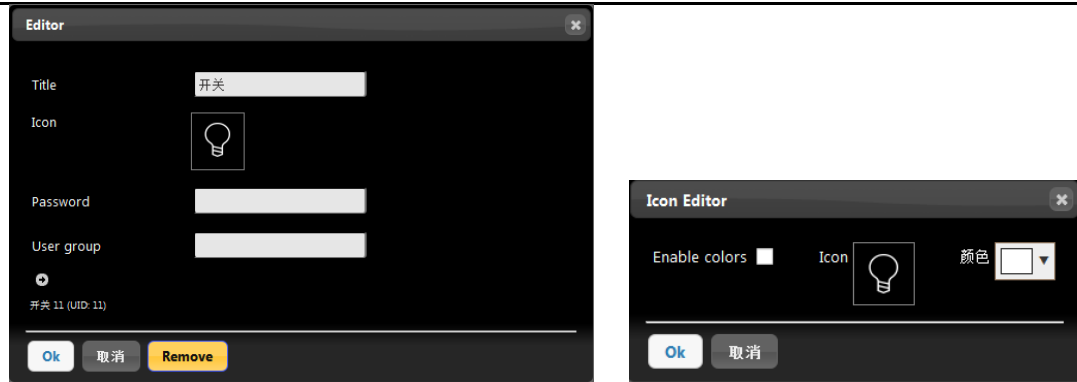 Editor
Title 开关
Icon
Password
User group
开关 11 (UID: 11)
Ok 取消 Remove
Icon Editor
Enable colors Icon 颜色
Ok 取消